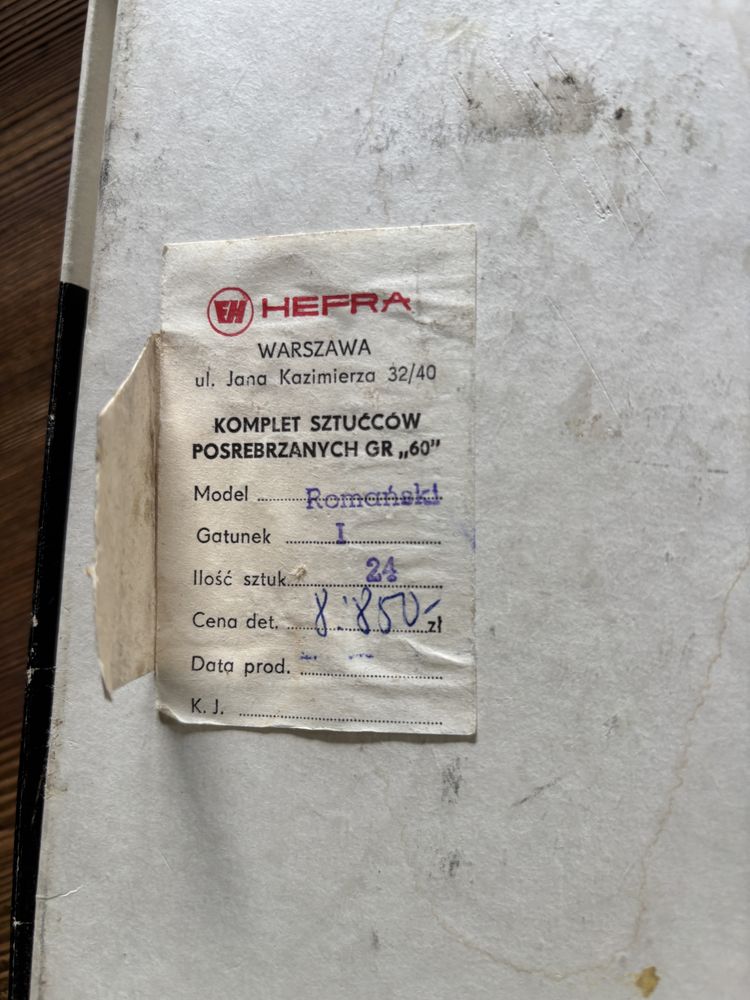 FH HEFRA
WARSZAWA
ul. Jana Kazimierza 32/40
KOMPLET SZTUĆCÓW
POSREBRZANYCH GR „60”
Model Romański
Gatunek I
Ilość sztuk 24
Cena det. 8.850,- zł
Data prod.
K. J.